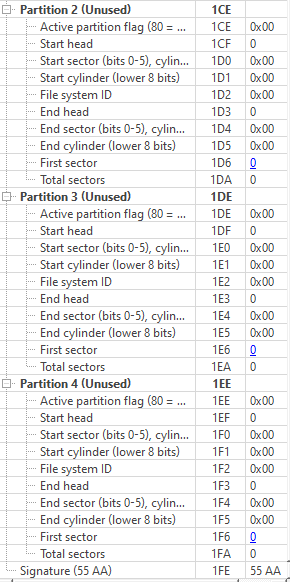 Partition 2 (Unused) 1CE
Active partition flag (80 = ... 1CE 0x00
Start head 1CF 0
Start sector (bits 0-5), cylin... 1D0 0x00
Start cylinder (lower 8 bits) 1D1 0x00
File system ID 1D2 0x00
End head 1D3 0
End sector (bits 0-5), cylin... 1D4 0x00
End cylinder (lower 8 bits) 1D5 0x00
First sector 1D6 0
Total sectors 1DA 0
Partition 3 (Unused) 1DE
Active partition flag (80 = ... 1DE 0x00
Start head 1DF 0
Start sector (bits 0-5), cylin... 1E0 0x00
Start cylinder (lower 8 bits) 1E1 0x00
File system ID 1E2 0x00
End head 1E3 0
End sector (bits 0-5), cylin... 1E4 0x00
End cylinder (lower 8 bits) 1E5 0x00
First sector 1E6 0
Total sectors 1EA 0
Partition 4 (Unused) 1EE
Active partition flag (80 = ... 1EE 0x00
Start head 1EF 0
Start sector (bits 0-5), cylin... 1F0 0x00
Start cylinder (lower 8 bits) 1F1 0x00
File system ID 1F2 0x00
End head 1F3 0
End sector (bits 0-5), cylin... 1F4 0x00
End cylinder (lower 8 bits) 1F5 0x00
First sector 1F6 0
Total sectors 1FA 0
Signature (55 AA) 1FE 55 AA